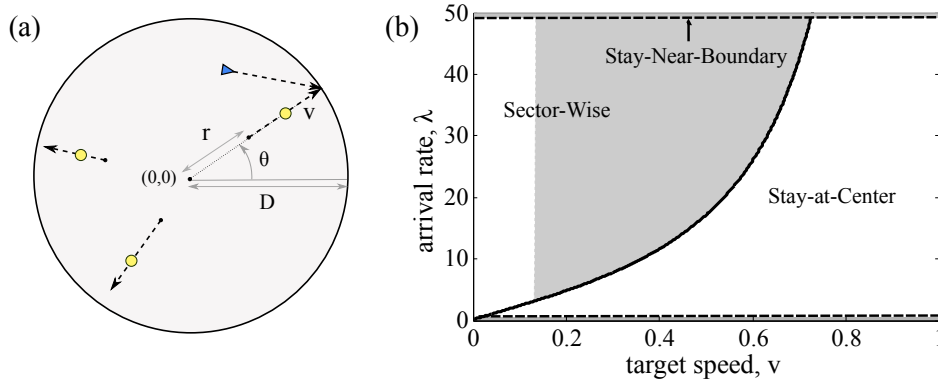 (a)
v
r
θ
(0,0)
D
(b)
50
40
30
20
10
0
arrival rate, λ
Stay-Near-Boundary
Sector-Wise
Stay-at-Center
0 0.2 0.4 0.6 0.8 1
target speed, v